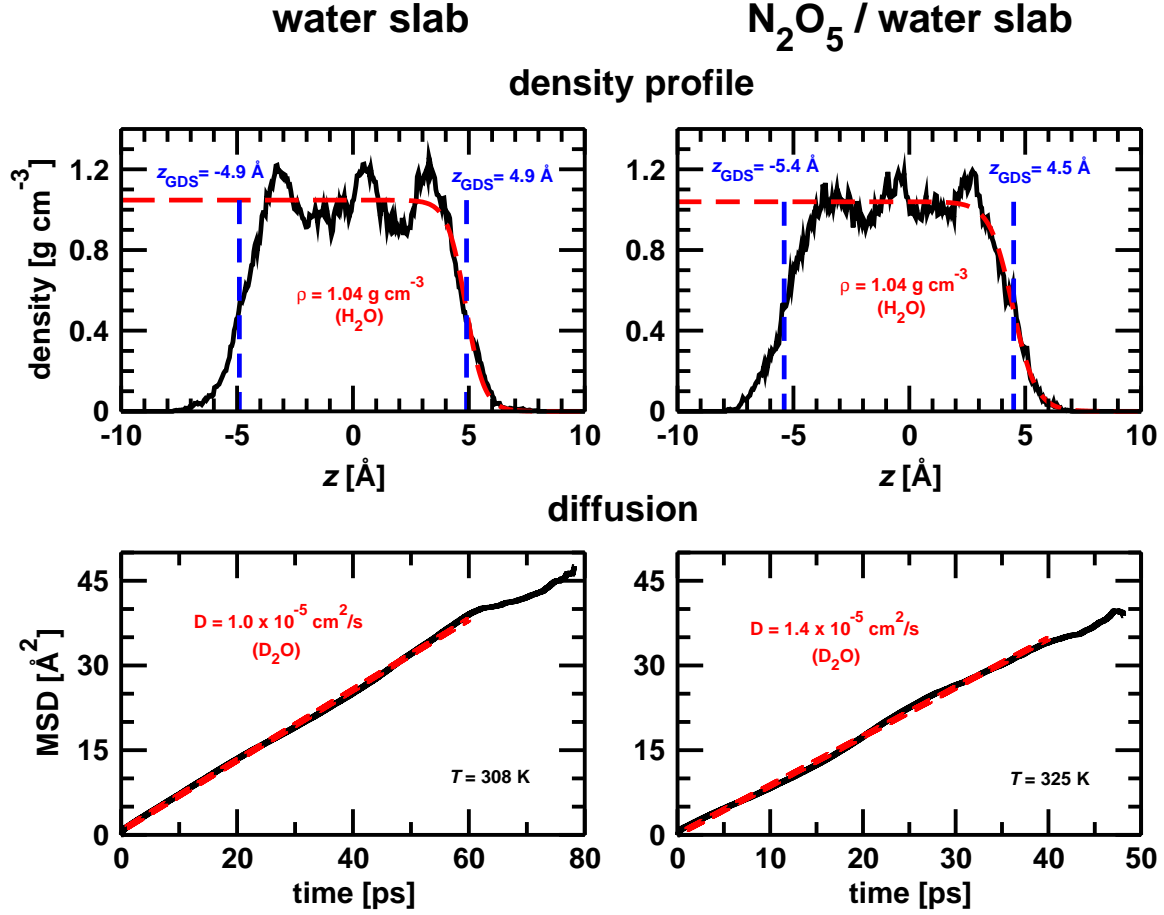 water slab
N₂O₅ / water slab
density profile
density [g cm⁻³]
1.2
0.8
0.4
0
z_GDS= -4.9 Å
z_GDS= 4.9 Å
ρ = 1.04 g cm⁻³
(H₂O)
-10 -5 0 5 10
z [Å]
1.2
0.8
0.4
0
z_GDS= -5.4 Å
z_GDS= 4.5 Å
ρ = 1.04 g cm⁻³
(H₂O)
-10 -5 0 5 10
z [Å]
diffusion
MSD [Å²]
45
30
15
0
D = 1.0 x 10⁻⁵ cm²/s
(D₂O)
T = 308 K
0 20 40 60 80
time [ps]
45
30
15
0
D = 1.4 x 10⁻⁵ cm²/s
(D₂O)
T = 325 K
0 10 20 30 40 50
time [ps]